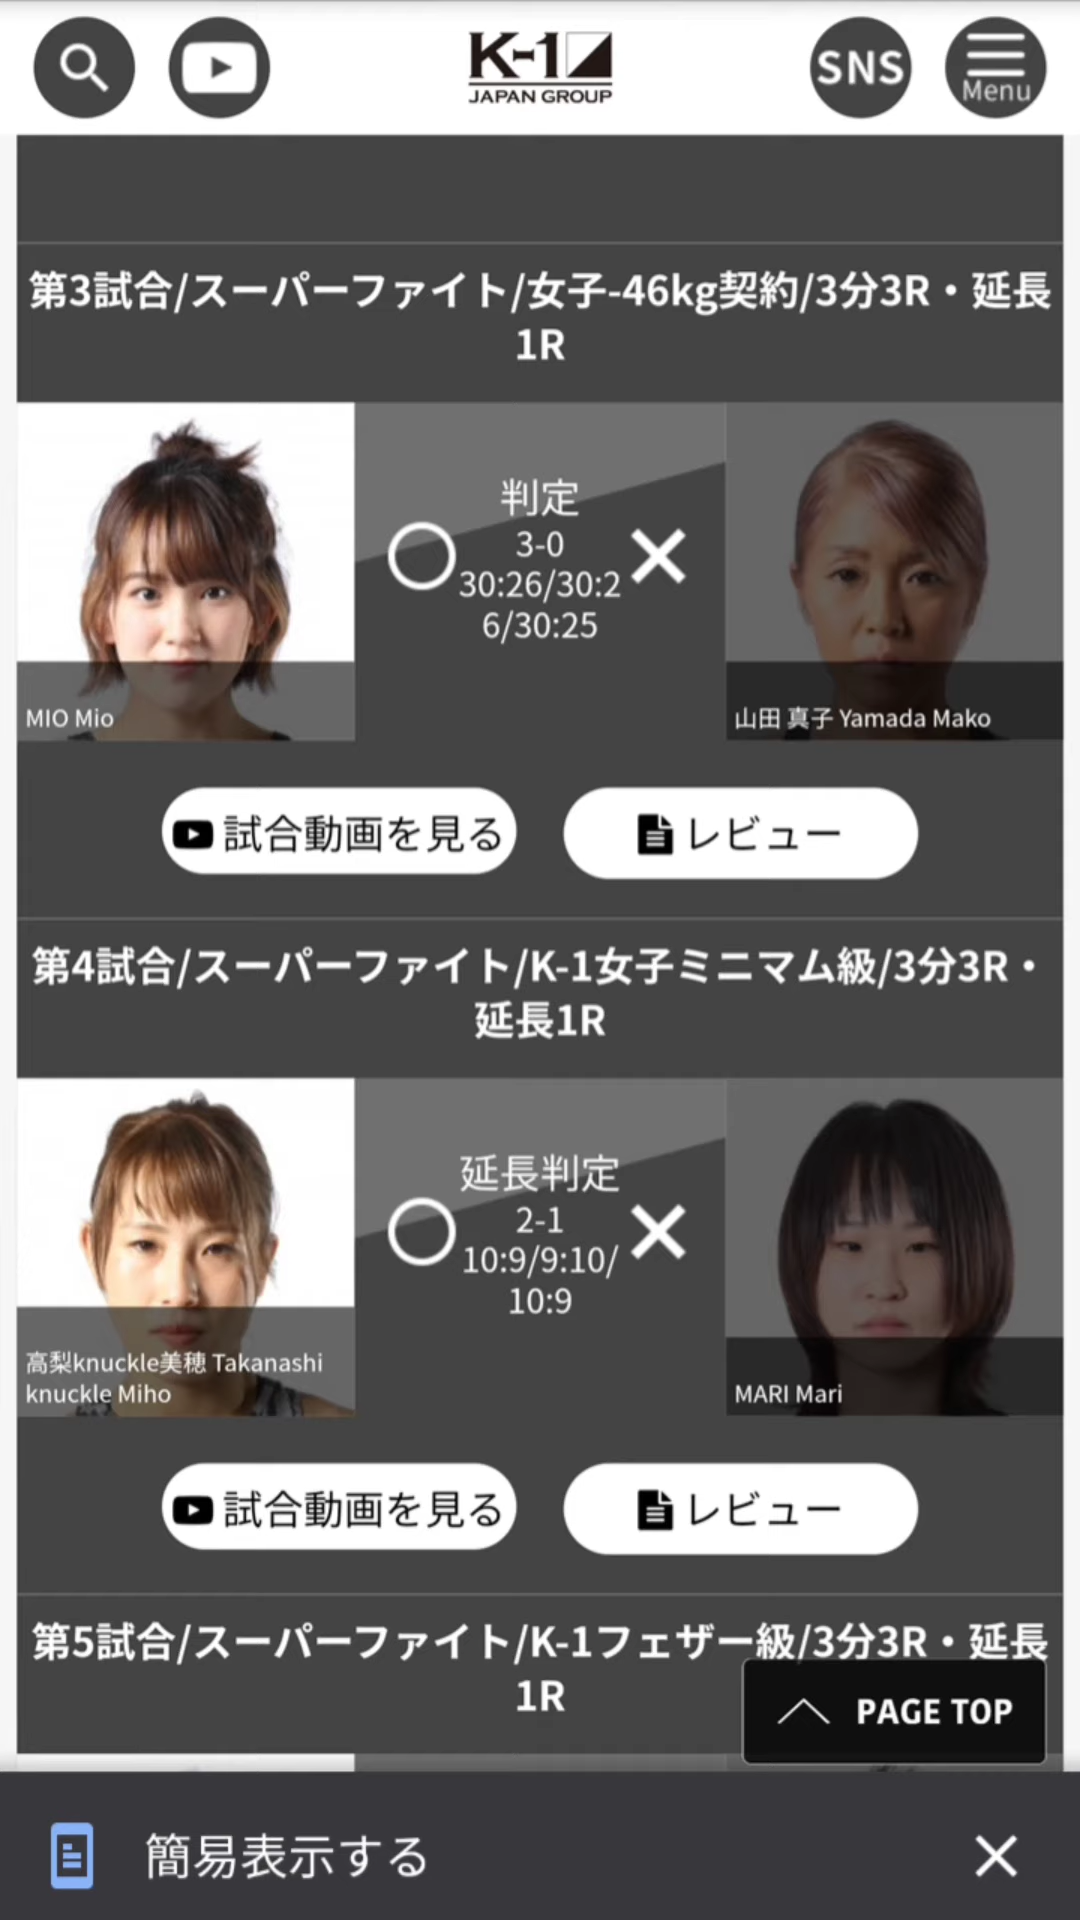 K-1
JAPAN GROUP
SNS
Menu
第3試合/スーパーファイト/女子-46kg契約/3分3R・延長
1R
判定
3-0
30:26/30:2
6/30:25
MIO Mio
山田 真子 Yamada Mako
試合動画を見る
レビュー
第4試合/スーパーファイト/K-1女子ミニマム級/3分3R・
延長1R
延長判定
2-1
10:9/9:10/
10:9
高梨knuckle美穂 Takanashi
knuckle Miho
MARI Mari
試合動画を見る
レビュー
第5試合/スーパーファイト/K-1フェザー級/3分3R・延長
1R
PAGE TOP
簡易表示する